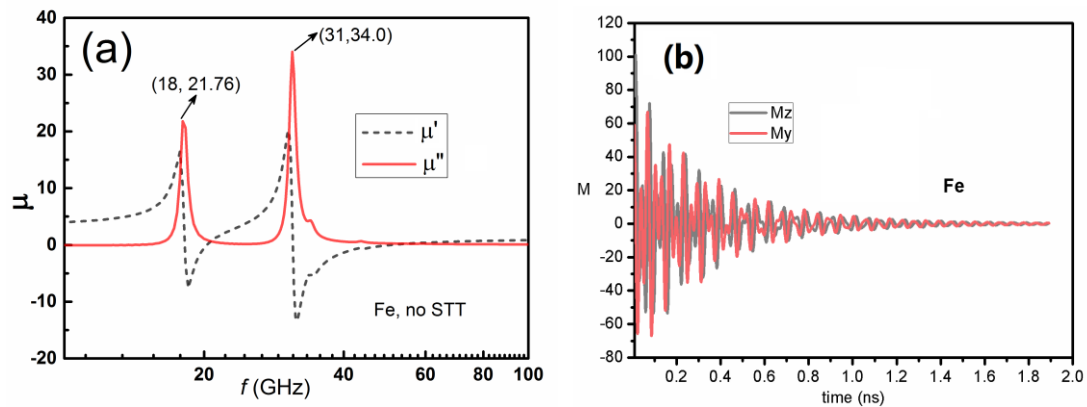 (a)
(31,34.0)
(18, 21.76)
μ'
μ"
Fe, no STT
40
30
20
10
0
-10
-20
μ
20 40 60 80 100
f (GHz)
(b)
Mz
My
Fe
120
100
80
60
40
20
0
-20
-40
-60
-80
M
0.2 0.4 0.6 0.8 1.0 1.2 1.4 1.6 1.8 2.0
time (ns)